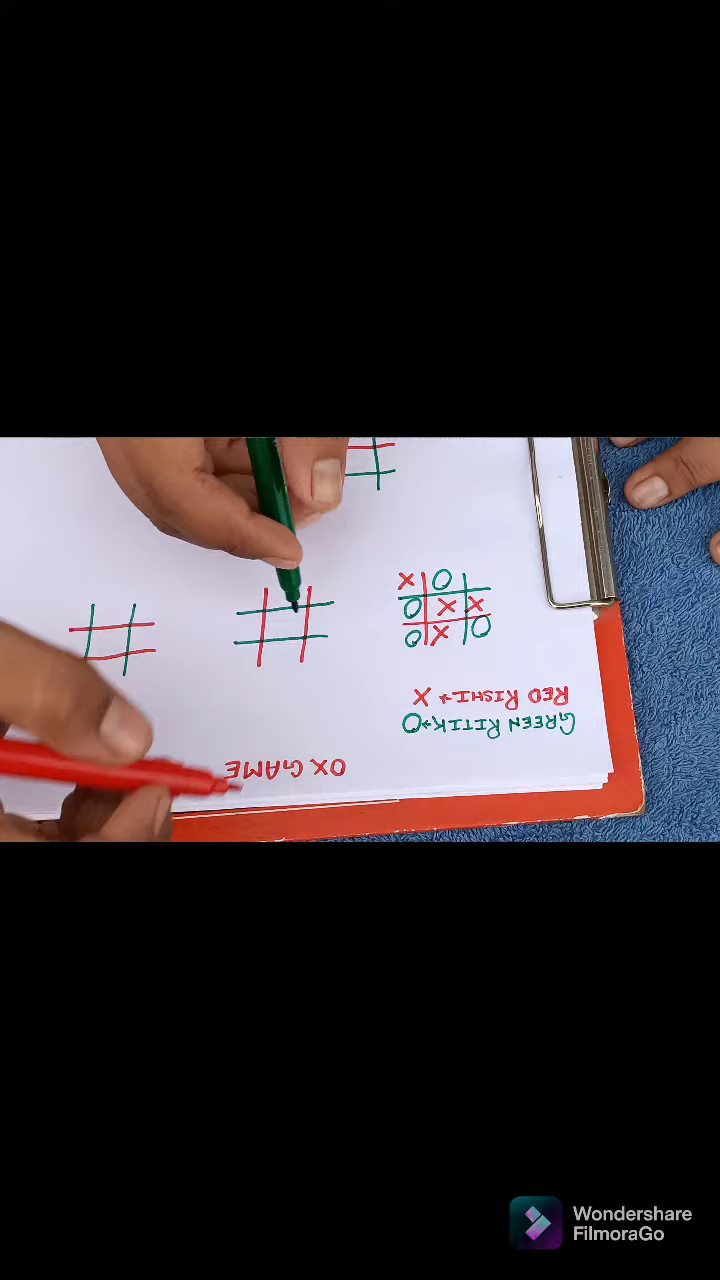 OX GAME
GREEN RITIK→O
RED RISHI→X
O X O
X X O
O X
Wondershare
FilmoraGo